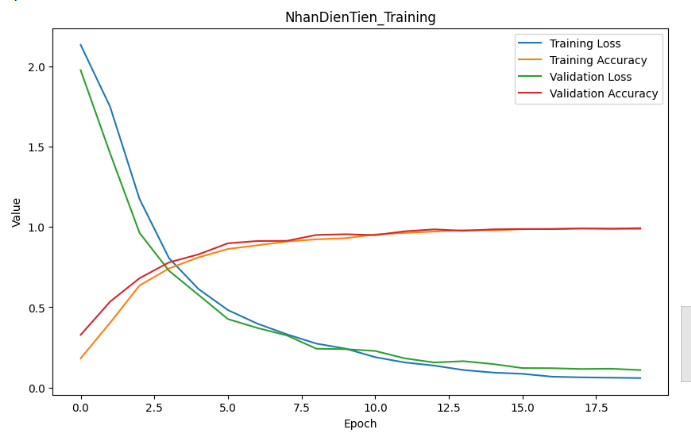 NhanDienTien_Training
Training Loss
Training Accuracy
Validation Loss
Validation Accuracy
2.0
1.5
1.0
0.5
0.0
Value
0.0 2.5 5.0 7.5 10.0 12.5 15.0 17.5
Epoch